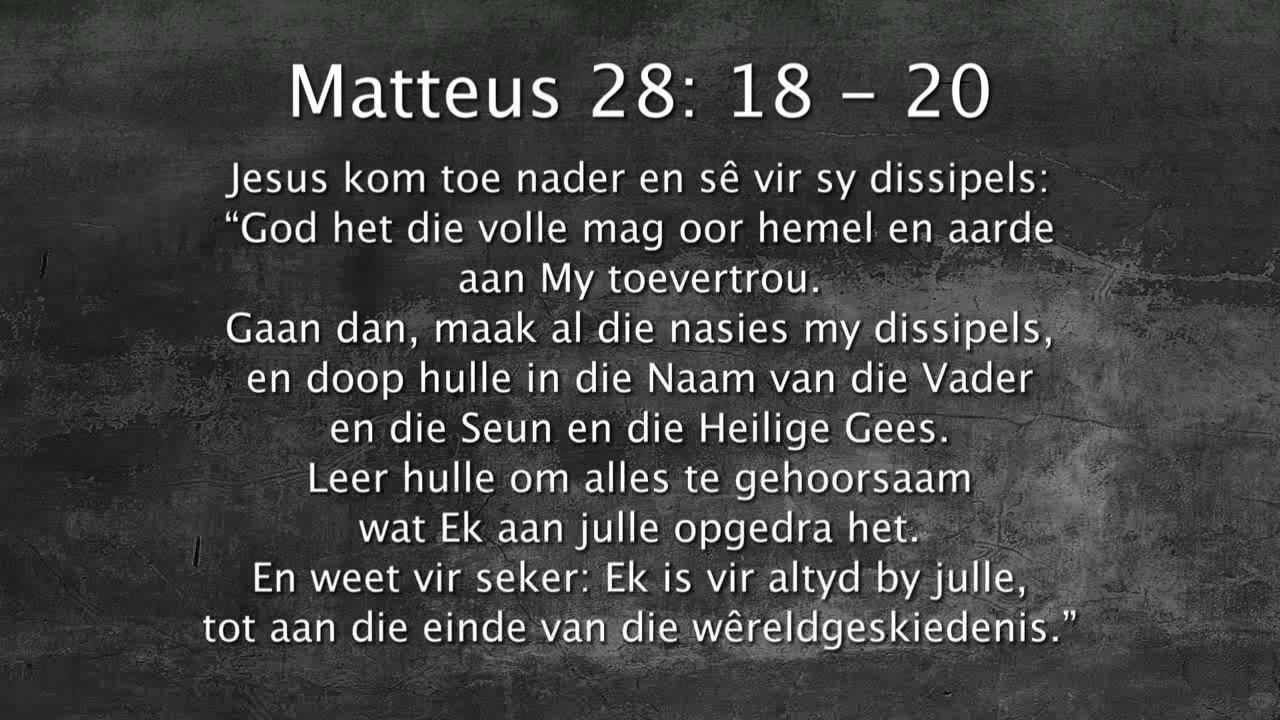 Matteus 28: 18 – 20
Jesus kom toe nader en sê vir sy dissipels:
“God het die volle mag oor hemel en aarde
aan My toevertrou.
Gaan dan, maak al die nasies my dissipels,
en doop hulle in die Naam van die Vader
en die Seun en die Heilige Gees.
Leer hulle om alles te gehoorsaam
wat Ek aan julle opgedra het.
En weet vir seker: Ek is vir altyd by julle,
tot aan die einde van die wêreldgeskiedenis.”